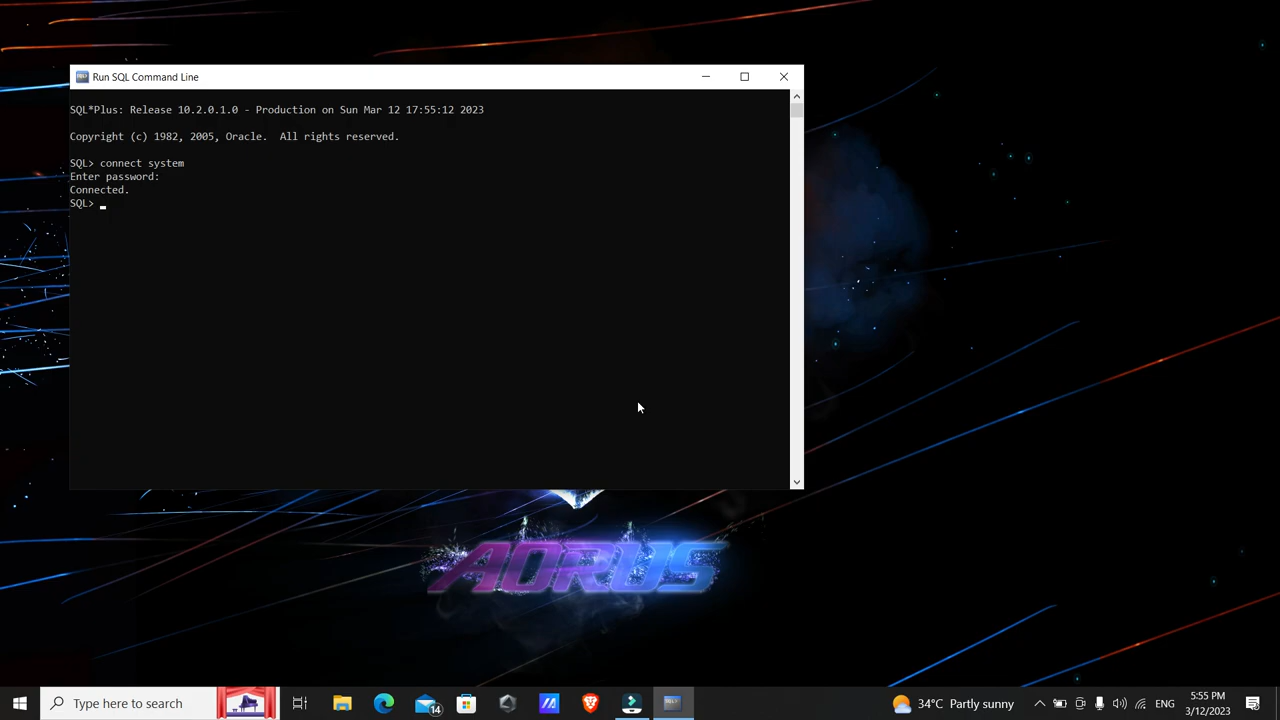 Run SQL Command Line
SQL*Plus: Release 10.2.0.1.0 - Production on Sun Mar 12 17:55:12 2023
Copyright (c) 1982, 2005, Oracle.  All rights reserved.
SQL> connect system
Enter password:
Connected.
SQL>
AORUS
Type here to search
14
34°C Partly sunny
ENG
5:55 PM
3/12/2023